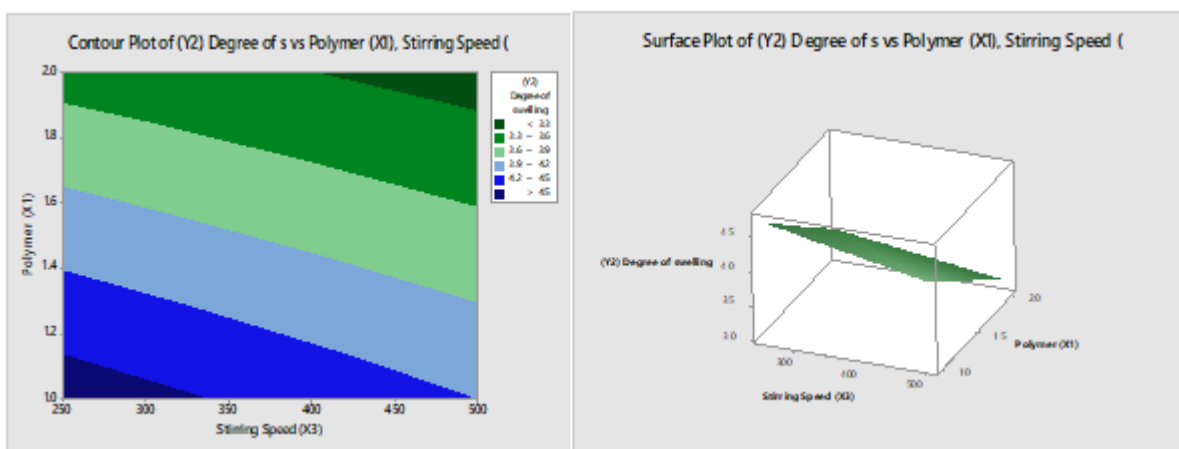 Contour Plot of (Y2) Degree of s vs Polymer (X1), Stirring Speed (
2.0
1.8
1.6
1.4
1.2
1.0
Polymer (X1)
250 300 350 400 450 500
Stirring Speed (X3)
(Y2)
Degree of
swelling
< 3.3
3.3 – 3.6
3.6 – 3.9
3.9 – 4.2
4.2 – 4.5
> 4.5
Surface Plot of (Y2) Degree of s vs Polymer (X1), Stirring Speed (
4.5
(Y2) Degree of swelling
4.0
3.5
3.0
300 400 500
Stirring Speed (X3)
2.0
1.5
1.0
Polymer (X1)